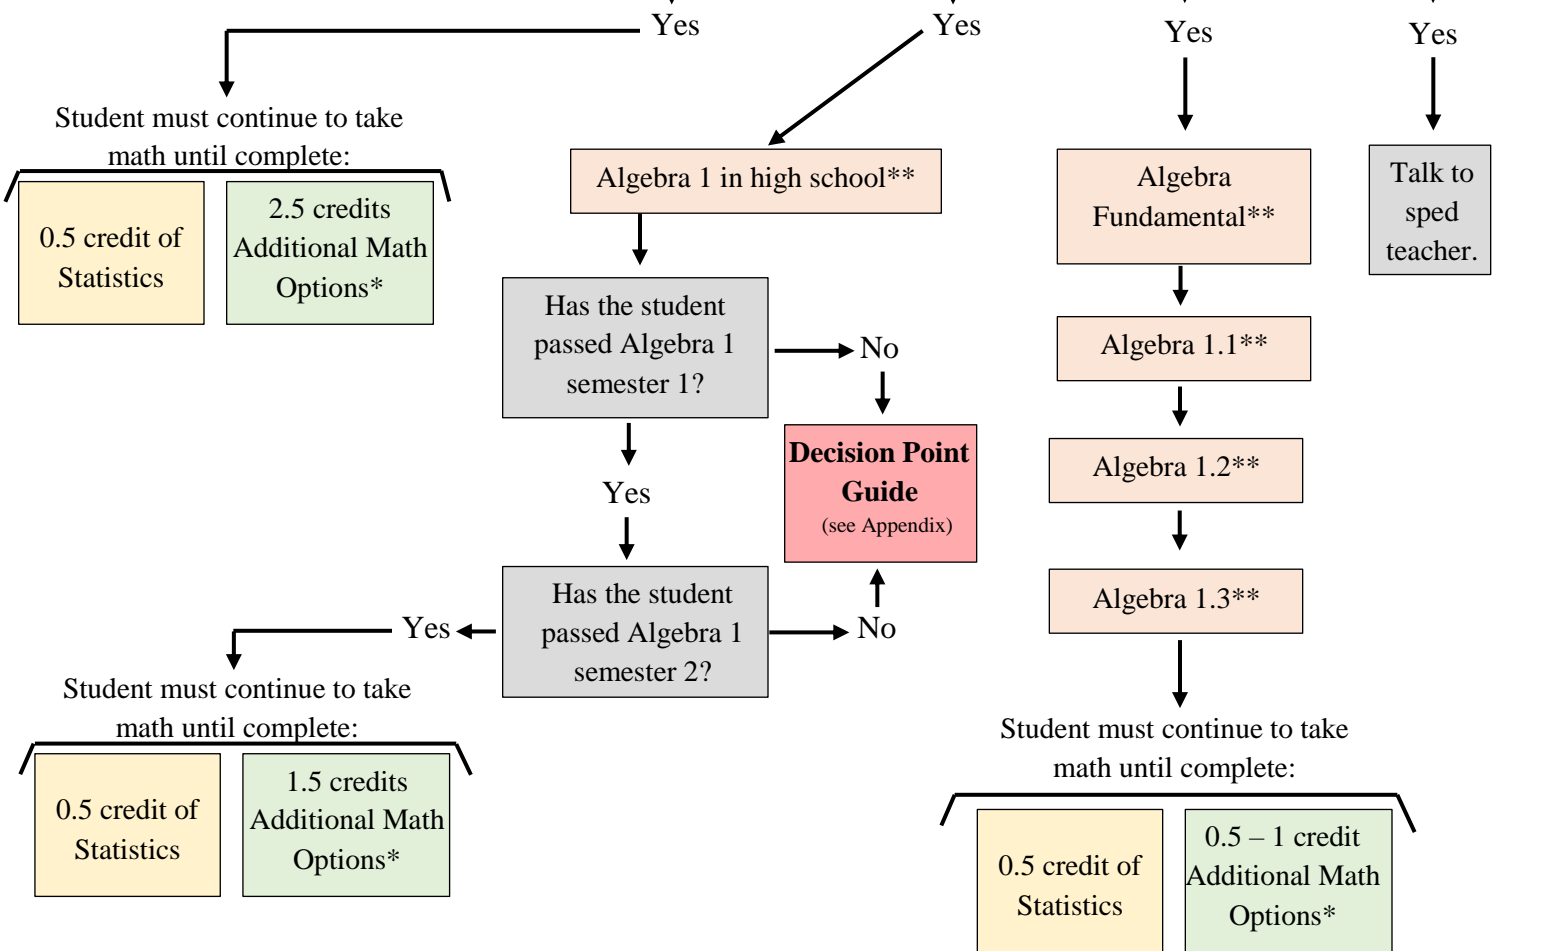 Yes
Yes
Yes
Yes
Student must continue to take
math until complete:
0.5 credit of
Statistics
2.5 credits
Additional Math
Options*
Algebra 1 in high school**
Has the student
passed Algebra 1
semester 1?
No
Decision Point
Guide
(see Appendix)
Yes
Has the student
passed Algebra 1
semester 2?
No
Yes
Student must continue to take
math until complete:
0.5 credit of
Statistics
1.5 credits
Additional Math
Options*
Algebra
Fundamental**
Algebra 1.1**
Algebra 1.2**
Algebra 1.3**
Student must continue to take
math until complete:
0.5 credit of
Statistics
0.5 – 1 credit
Additional Math
Options*
Talk to
sped
teacher.